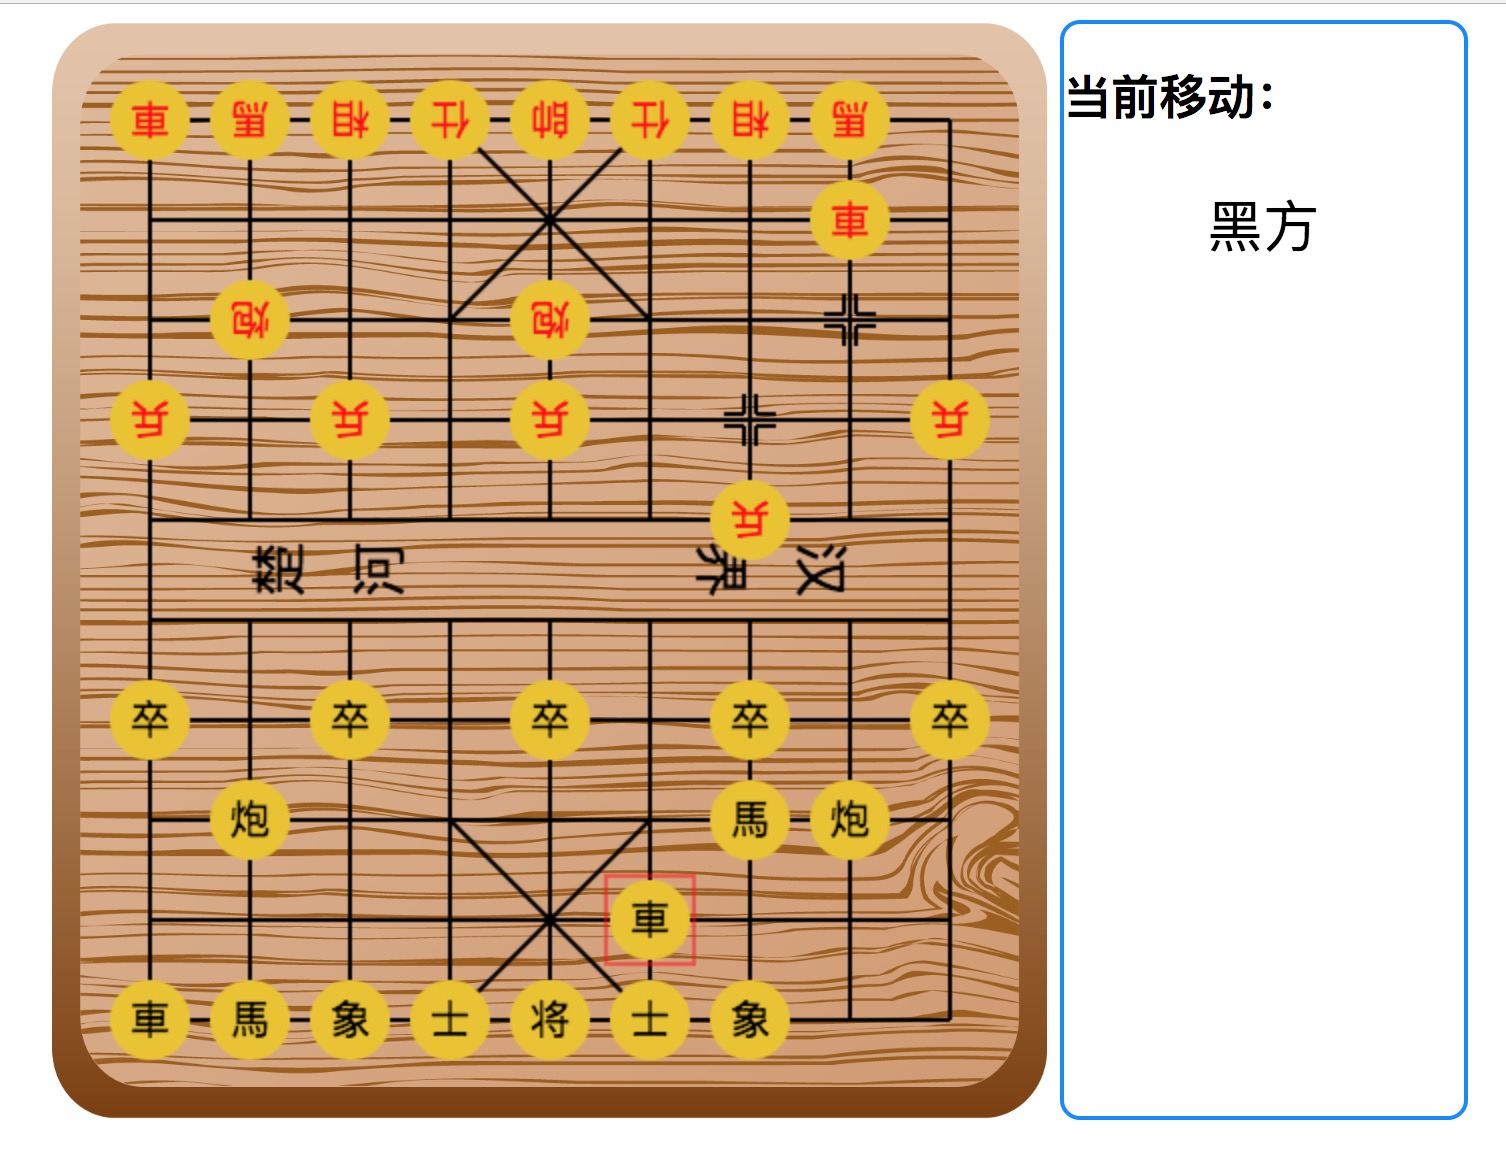 車馬相仕帥仕相馬
車
炮炮
兵兵兵兵
兵
楚河界汉
卒卒卒卒卒
炮馬炮
車
車馬象士将士象
当前移动：
黑方